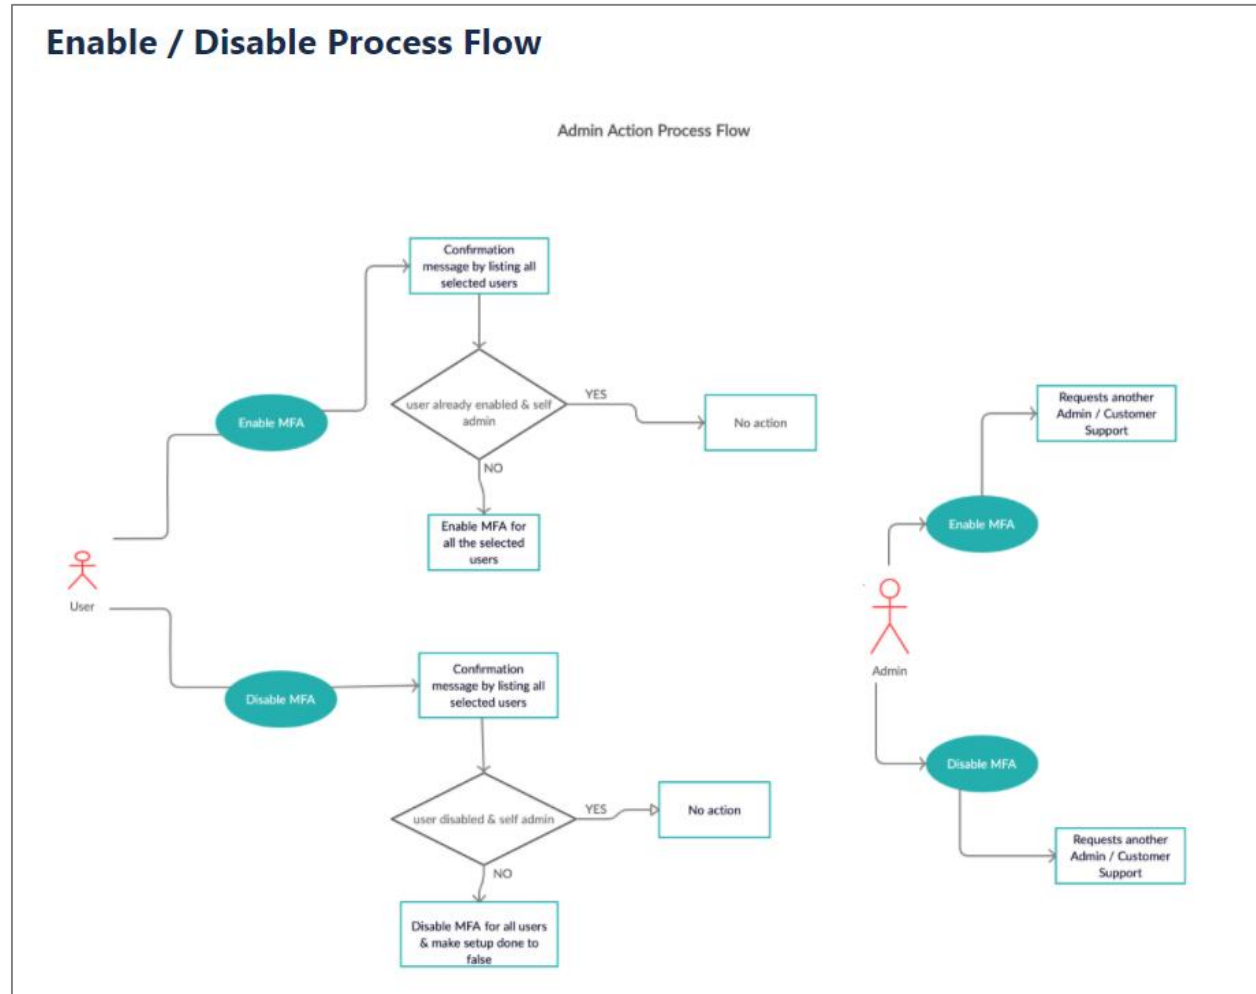 Enable / Disable Process Flow
Admin Action Process Flow
Confirmation
message by listing all
selected users
user already enabled & self
admin
YES
No action
NO
Enable MFA for
all the selected
users
Enable MFA
User
Disable MFA
Confirmation
message by listing all
selected users
user disabled & self admin
YES
No action
NO
Disable MFA for all users
& make setup done to
false
Requests another
Admin / Customer
Support
Enable MFA
Admin
Disable MFA
Requests another
Admin / Customer
Support